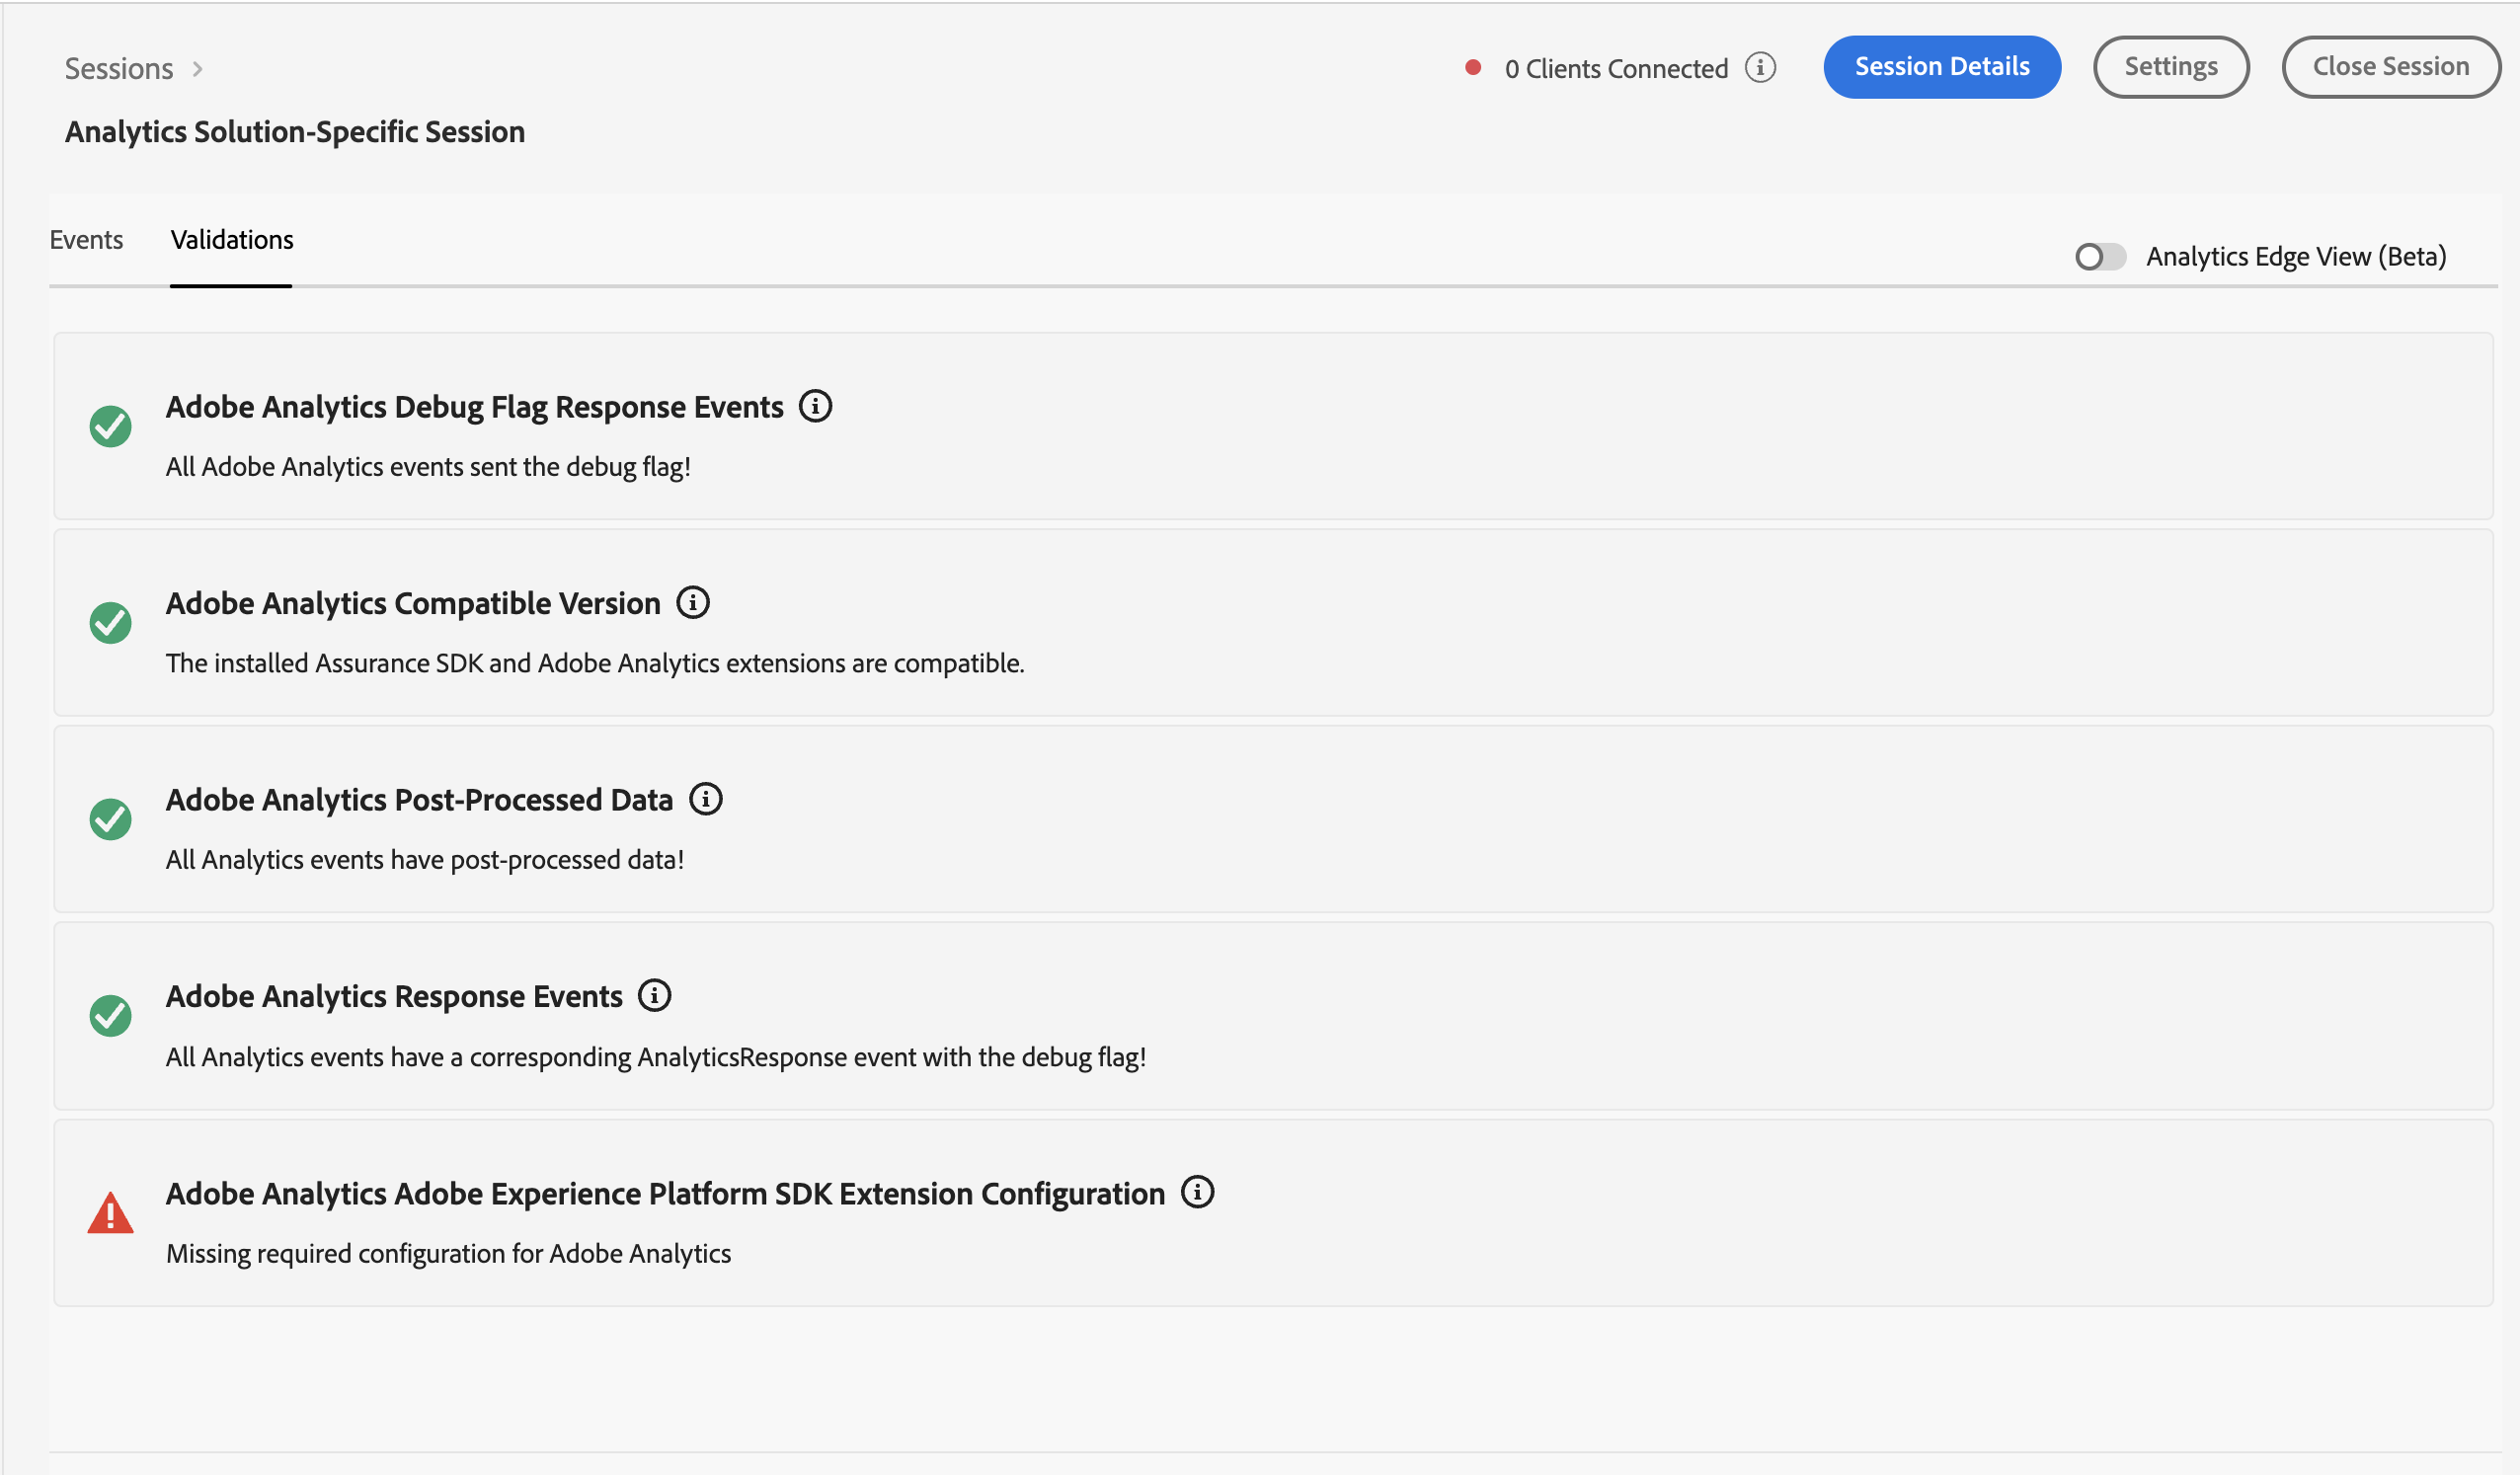 Sessions
0 Clients Connected
Session Details
Settings
Close Session
Analytics Solution-Specific Session
Events
Validations
Analytics Edge View (Beta)
Adobe Analytics Debug Flag Response Events
All Adobe Analytics events sent the debug flag!
Adobe Analytics Compatible Version
The installed Assurance SDK and Adobe Analytics extensions are compatible.
Adobe Analytics Post-Processed Data
All Analytics events have post-processed data!
Adobe Analytics Response Events
All Analytics events have a corresponding AnalyticsResponse event with the debug flag!
Adobe Analytics Adobe Experience Platform SDK Extension Configuration
Missing required configuration for Adobe Analytics